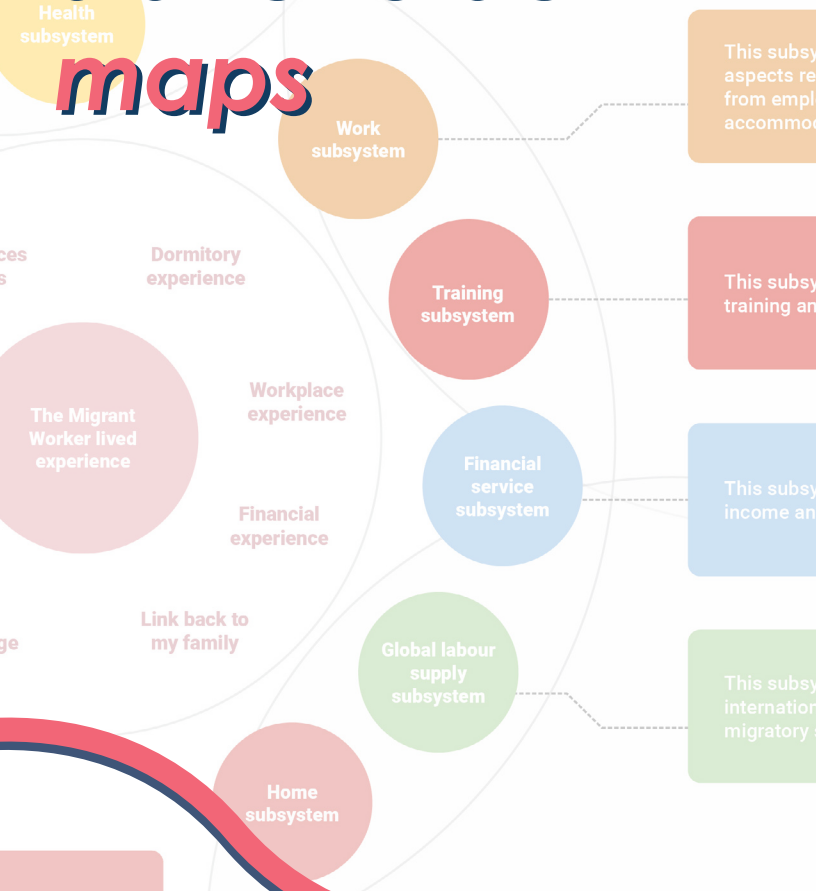 Health
subsystem
maps
Work
subsystem
This subsy
aspects re
from empl
accommod
Dormitory
experience
ces
s
Training
subsystem
This subsy
training an
Workplace
experience
The Migrant
Worker lived
experience
Financial
service
subsystem
This subsy
income an
Financial
experience
Link back to
my family
ge
Global labour
supply
subsystem
This subsy
internation
migratory s
Home
subsystem